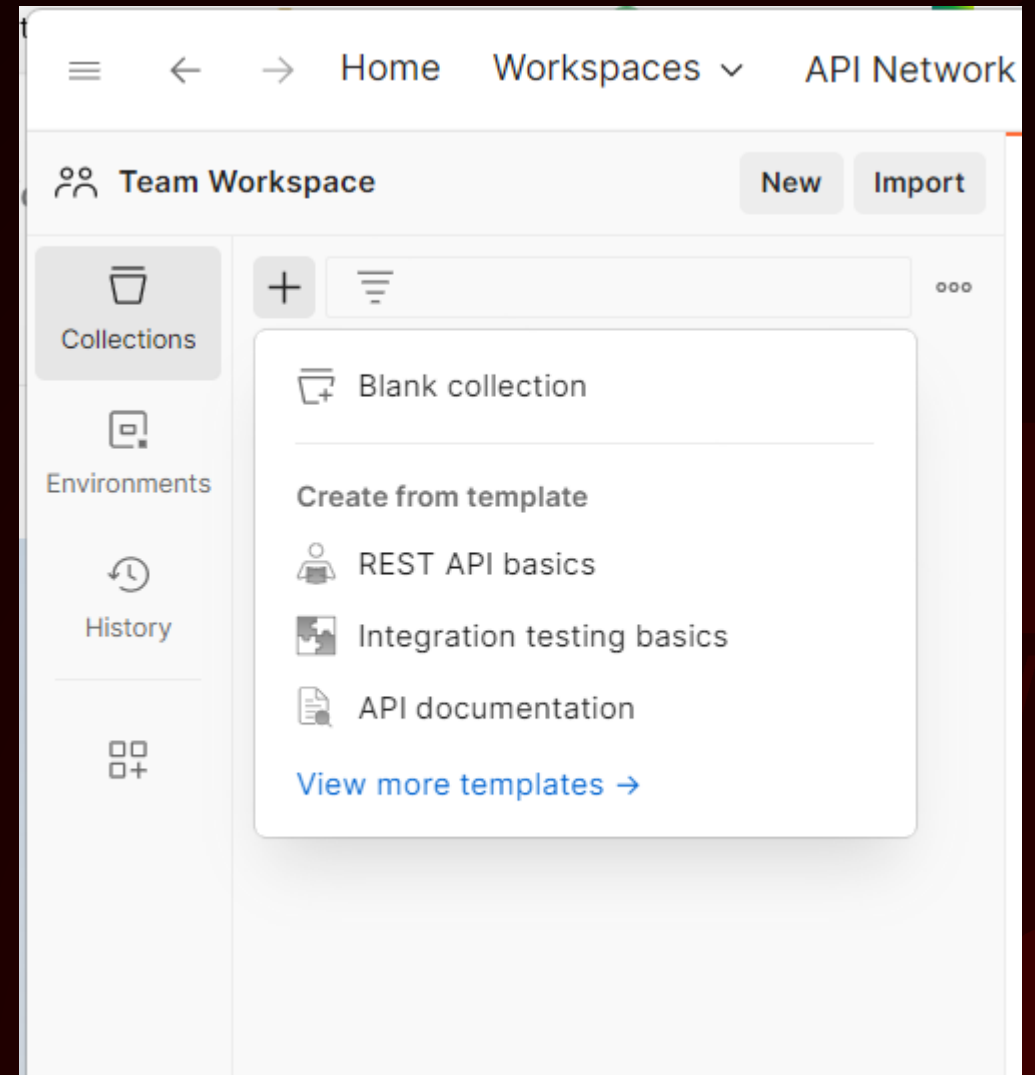 Home Workspaces API Network
Team Workspace New Import
Collections
Blank collection
Environments
Create from template
REST API basics
History
Integration testing basics
API documentation
View more templates →